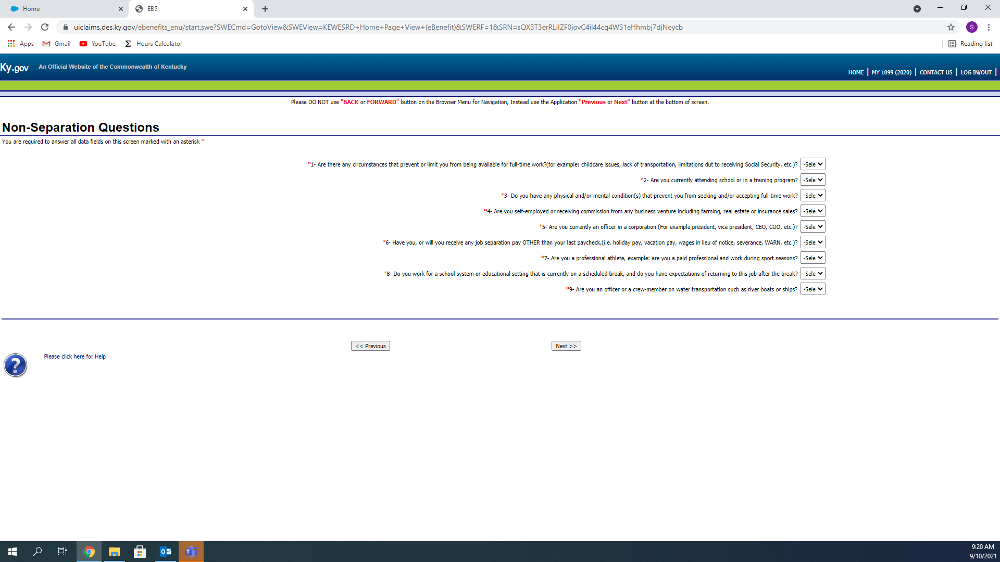 Home
EB5
uiclaims.des.ky.gov/ebenefits_enu/start.swe?SWECmd=GotoView&SWEView=KEWESRD+Home+Page+View+(eBenefit)&SWERF=1&SRN=sQX3T3erRLiIZF0jovC4iI44cq4WS1eHhmbj7djNeycb
S
Apps Gmail YouTube Σ Hours Calculator Reading list
Ky.gov An Official Website of the Commonwealth of Kentucky
HOME | MY 1099 (2020) | CONTACT US | LOG IN/OUT |
Please DO NOT use "BACK or FORWARD" button on the Browser Menu for Navigation, Instead use the Application "Previous or Next" button at the bottom of screen.
Non-Separation Questions
You are required to answer all data fields on this screen marked with an asterisk *
*1- Are there any circumstances that prevent or limit you from being available for full-time work?(for example: childcare issues, lack of transportation, limitations dut to receiving Social Security, etc.)? -Sele
*2- Are you currently attending school or in a training program? -Sele
*3- Do you have any physical and/or mental condition(s) that prevent you from seeking and/or accepting full-time work? -Sele
*4- Are you self-employed or receiving commission from any business venture including farming, real estate or insurance sales? -Sele
*5- Are you currently an officer in a corporation (For example president, vice president, CEO, COO, etc.)? -Sele
*6- Have you, or will you receive any job separation pay OTHER than your last paycheck,(i.e. holiday pay, vacation pay, wages in lieu of notice, severance, WARN, etc.)? -Sele
*7- Are you a professional athlete, example: are you a paid professional and work during sport seasons? -Sele
*8- Do you work for a school system or educational setting that is currently on a scheduled break, and do you have expectations of returning to this job after the break? -Sele
*9- Are you an officer or a crew-member on water transportation such as river boats or ships? -Sele
<< Previous Next >>
? Please click here for Help
9:20 AM
9/10/2021